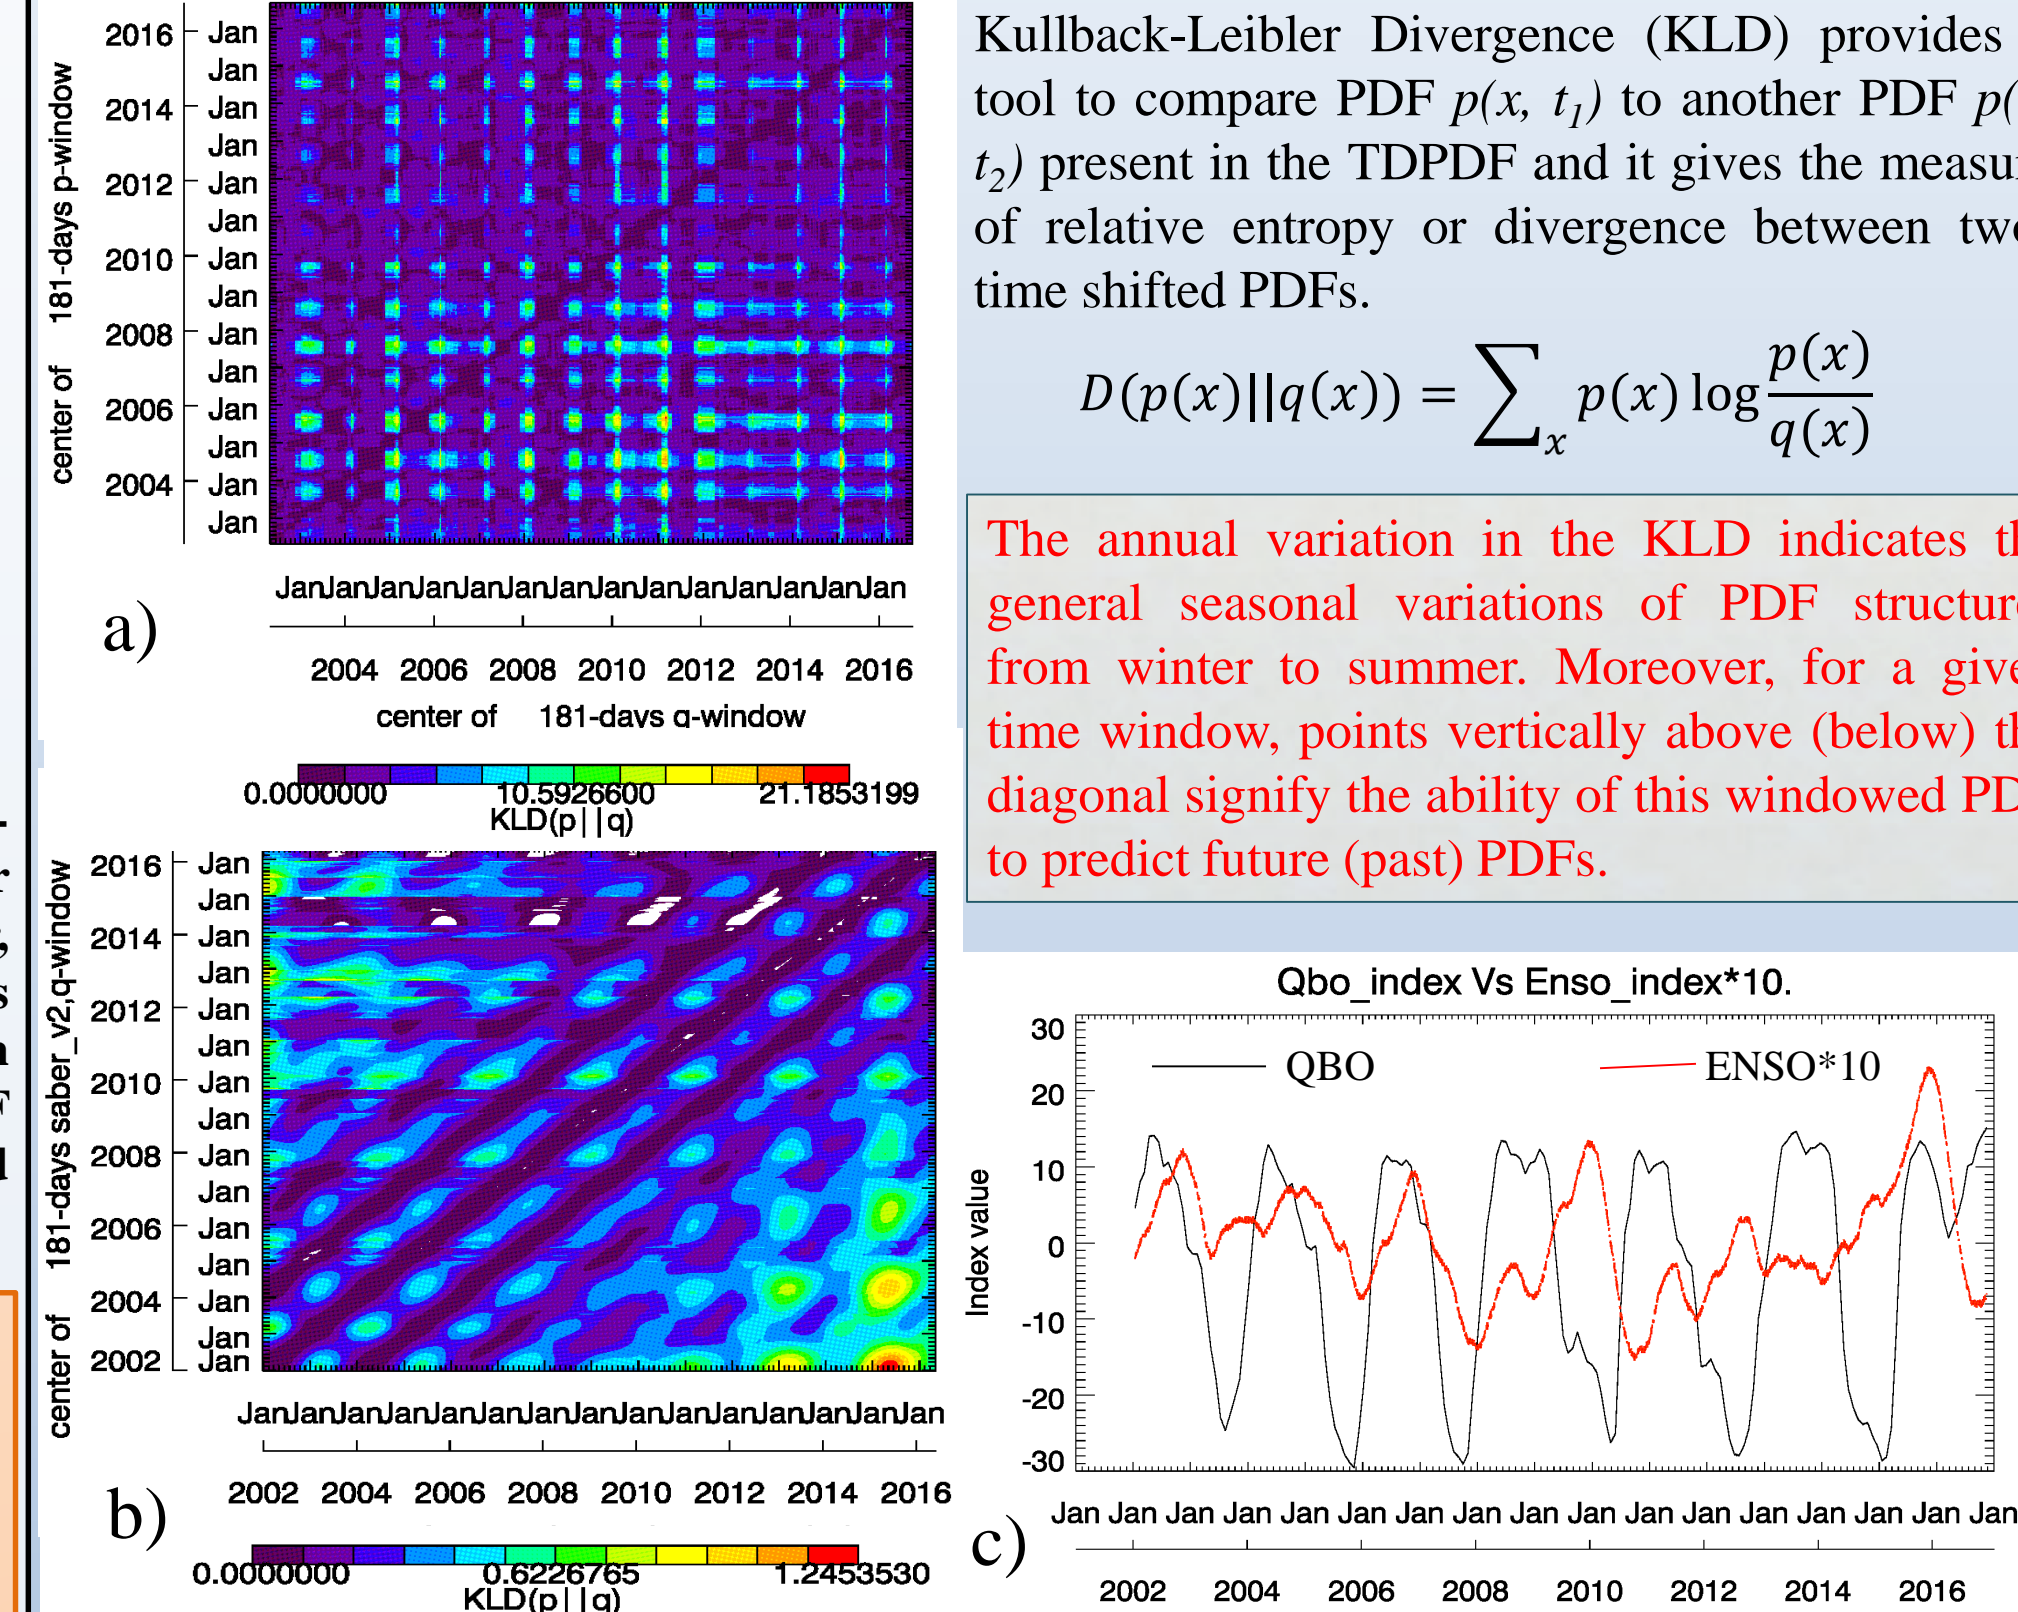 2016 Jan
Jan
2014 Jan
Jan
2012 Jan
Jan
2010 Jan
Jan
2008 Jan
Jan
2006 Jan
Jan
2004 Jan
Jan
center of 181-days p-window
JanJanJanJanJanJanJanJanJanJanJanJanJanJan
2004 2006 2008 2010 2012 2014 2016
center of 181-days q-window
a)
0.0000000 10.5926600 21.1853199
KLD(p||q)
2016 Jan
Jan
2014 Jan
Jan
2012 Jan
Jan
2010 Jan
Jan
2008 Jan
Jan
2006 Jan
Jan
2004 Jan
Jan
2002 Jan
center of 181-days saber_v2,q-window
JanJanJanJanJanJanJanJanJanJanJanJanJanJanJan
2002 2004 2006 2008 2010 2012 2014 2016
b)
0.0000000 0.6226765 1.2453530
KLD(p||q)
Kullback-Leibler Divergence (KLD) provides
tool to compare PDF p(x, t1) to another PDF p(
t2) present in the TDPDF and it gives the measur
of relative entropy or divergence between two
time shifted PDFs.
D(p(x)||q(x)) = ∑x p(x) log p(x)/q(x)
The annual variation in the KLD indicates th
general seasonal variations of PDF structure
from winter to summer. Moreover, for a give
time window, points vertically above (below) th
diagonal signify the ability of this windowed PD
to predict future (past) PDFs.
Qbo_index Vs Enso_index*10.
QBO ENSO*10
30
20
10
0
-10
-20
-30
Index value
Jan Jan Jan Jan Jan Jan Jan Jan Jan Jan Jan Jan Jan Jan Jan Jan Jan
2002 2004 2006 2008 2010 2012 2014 2016
c)